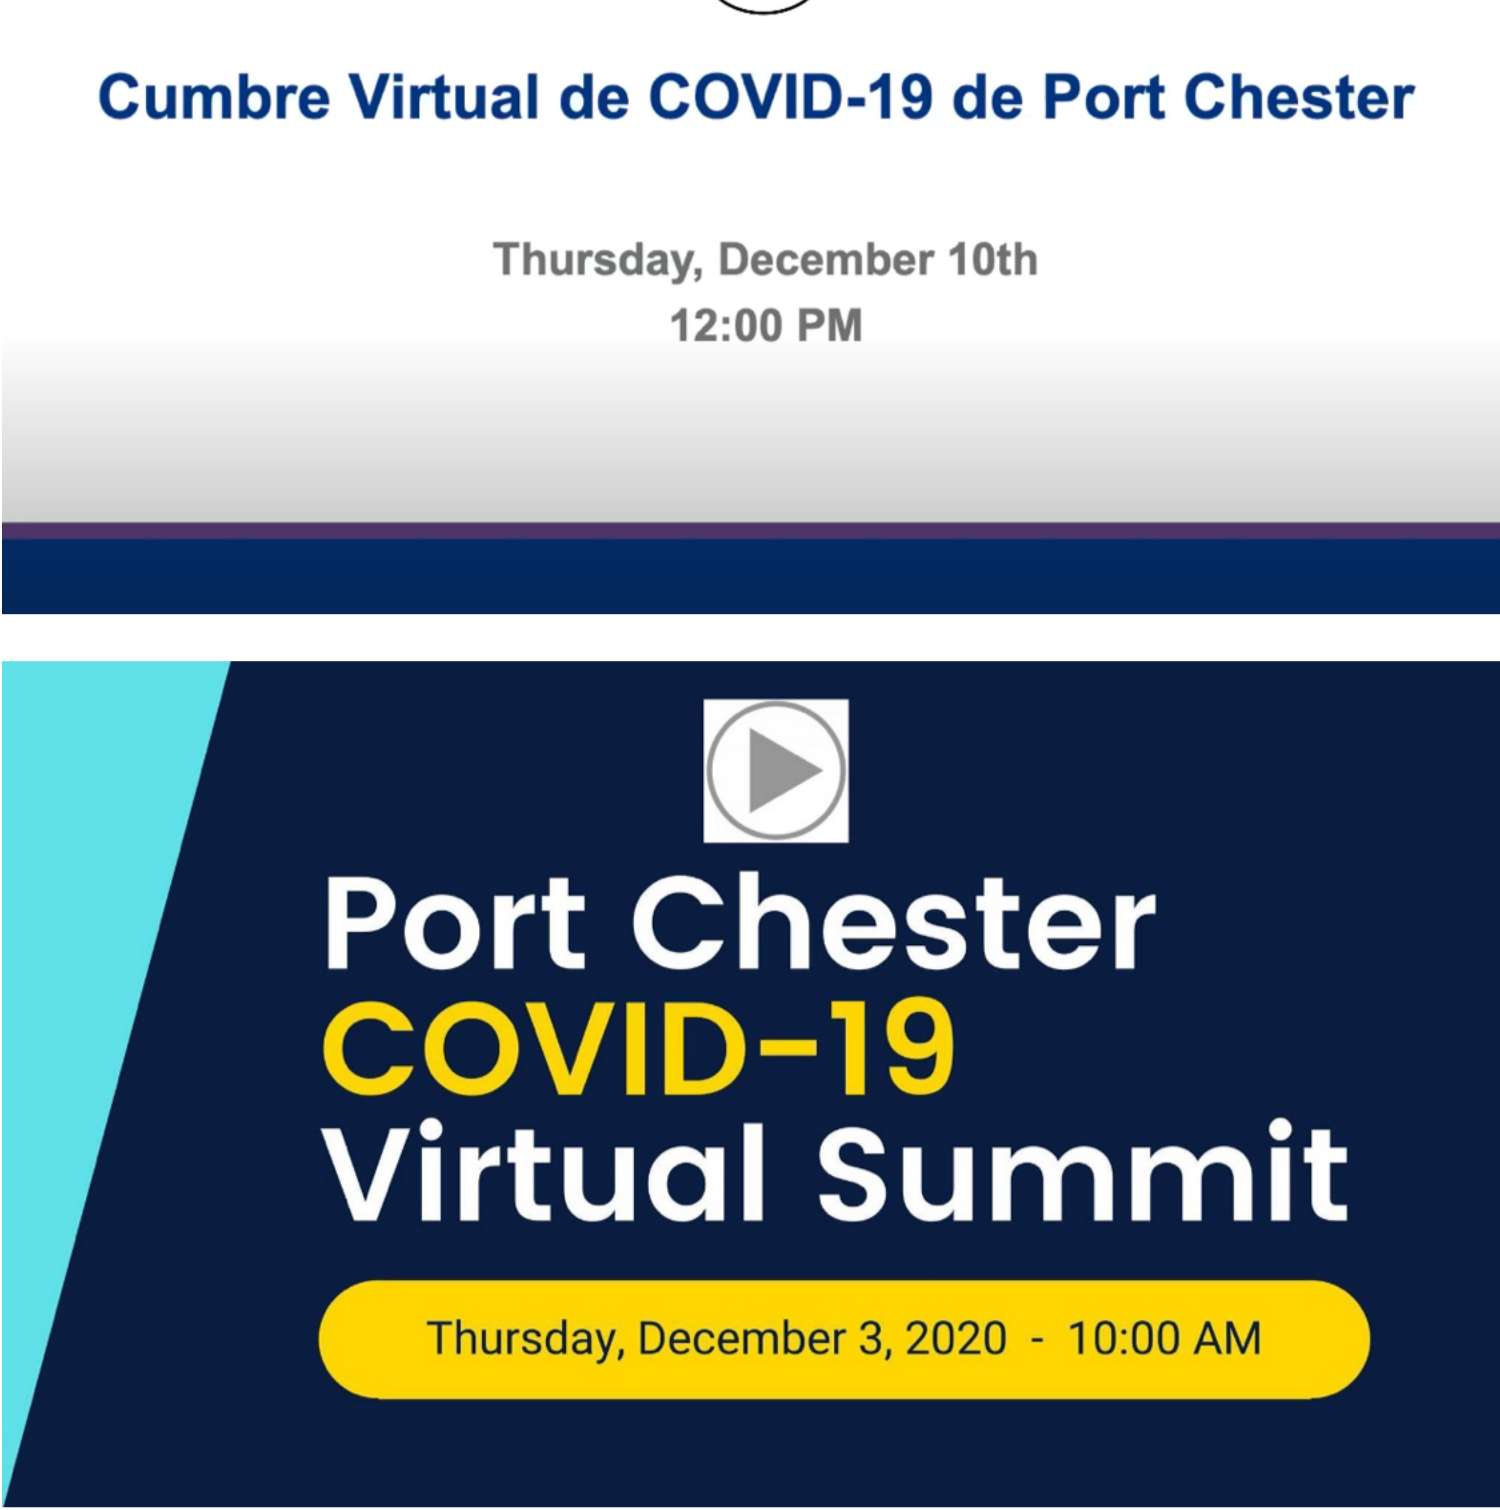 Cumbre Virtual de COVID-19 de Port Chester
Thursday, December 10th
12:00 PM
Port Chester
COVID-19
Virtual Summit
Thursday, December 3, 2020 - 10:00 AM